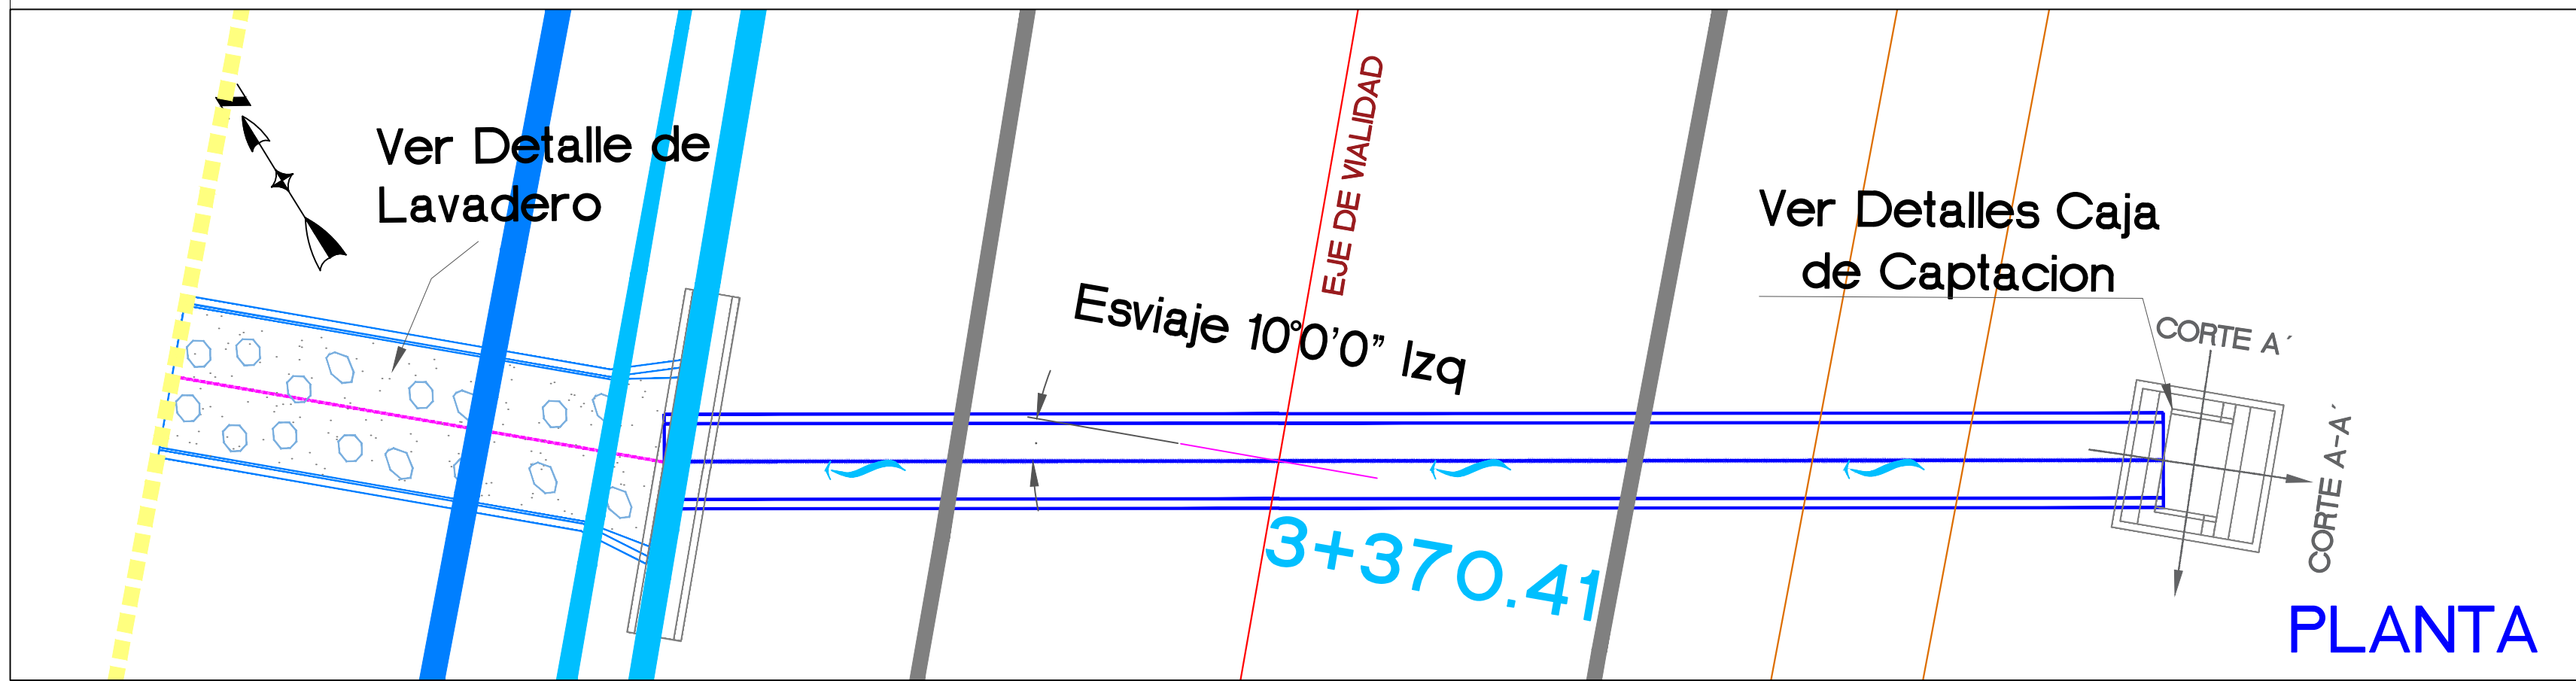 Ver Detalle de
Lavadero
EJE DE VIALIDAD
Esviaje 10°0'0" Izq
3+370.41
Ver Detalles Caja
de Captacion
CORTE A´
CORTE A-A´
PLANTA